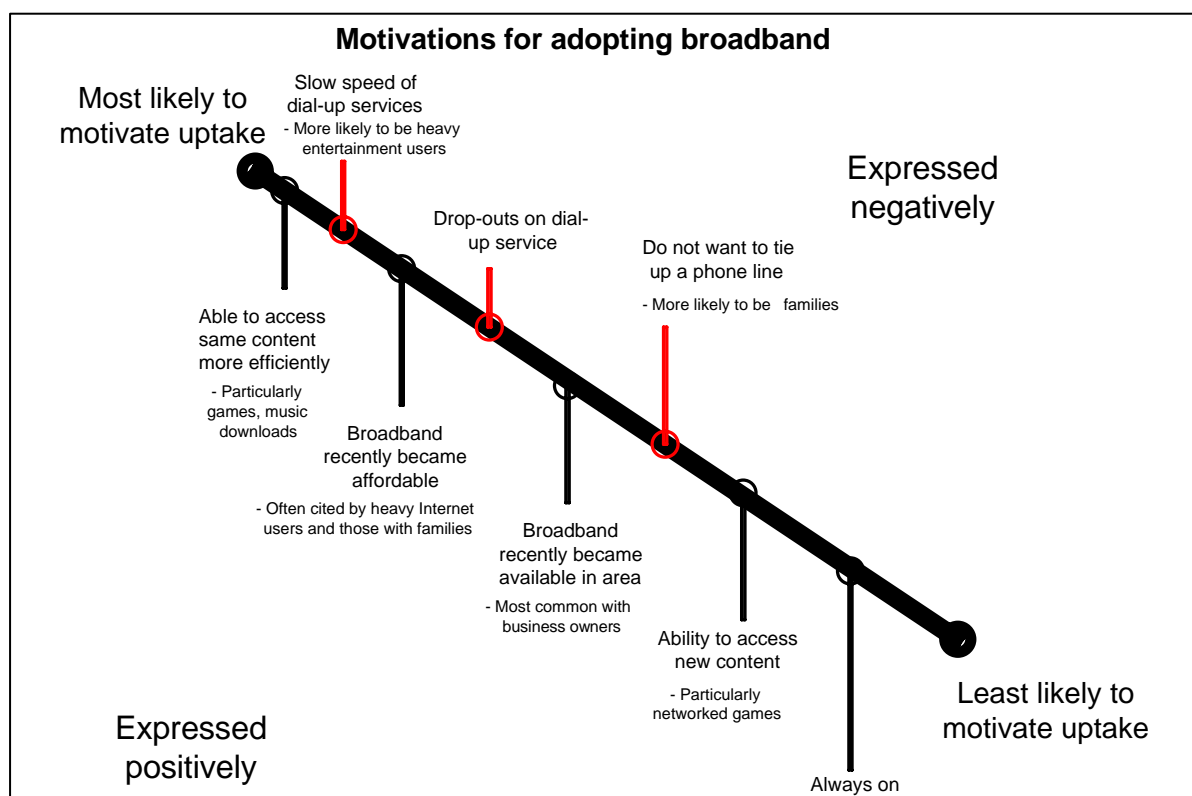 Motivations for adopting broadband
Most likely to
motivate uptake
Slow speed of
dial-up services
- More likely to be heavy
entertainment users
Expressed
negatively
Drop-outs on dial-
up service
Do not want to tie
up a phone line
- More likely to be families
Able to access
same content
more efficiently
- Particularly
games, music
downloads
Broadband
recently became
affordable
- Often cited by heavy Internet
users and those with families
Broadband
recently became
available in area
- Most common with
business owners
Ability to access
new content
- Particularly
networked games
Least likely to
motivate uptake
Expressed
positively
Always on